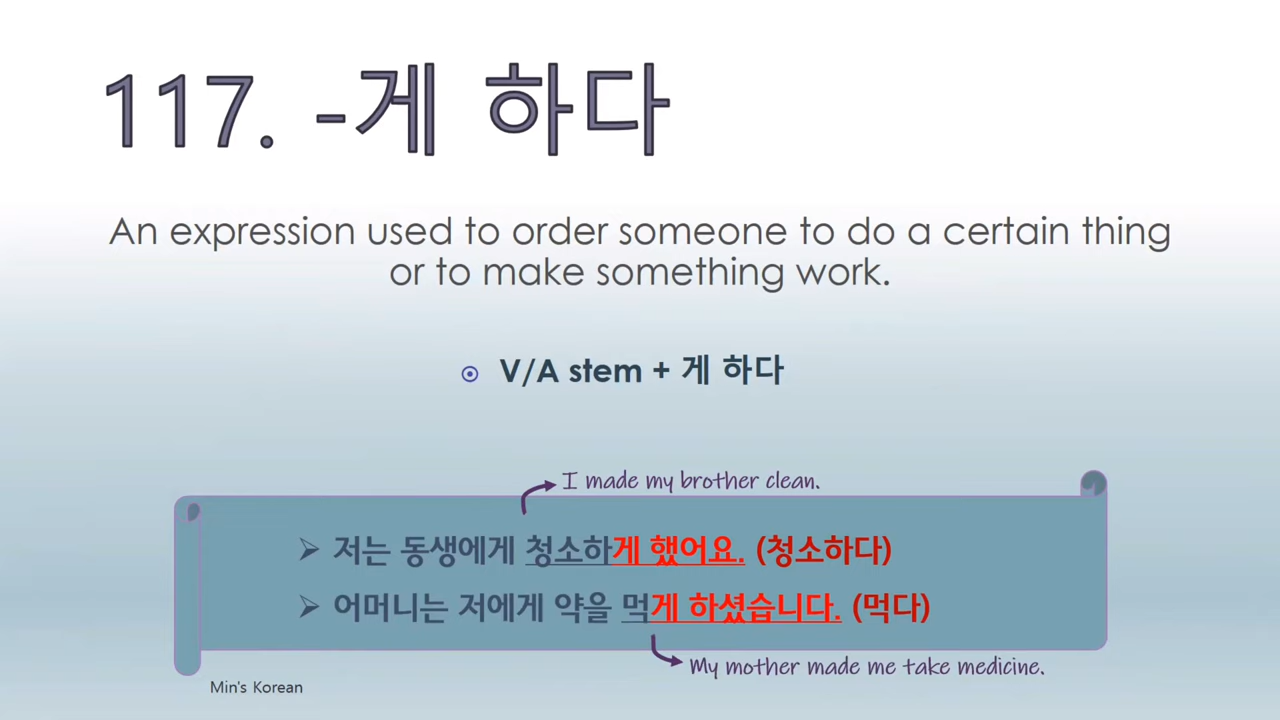 117. -게 하다
An expression used to order someone to do a certain thing
or to make something work.
V/A stem + 게 하다
I made my brother clean.
저는 동생에게 청소하게 했어요. (청소하다)
어머니는 저에게 약을 먹게 하셨습니다. (먹다)
My mother made me take medicine.
Min's Korean